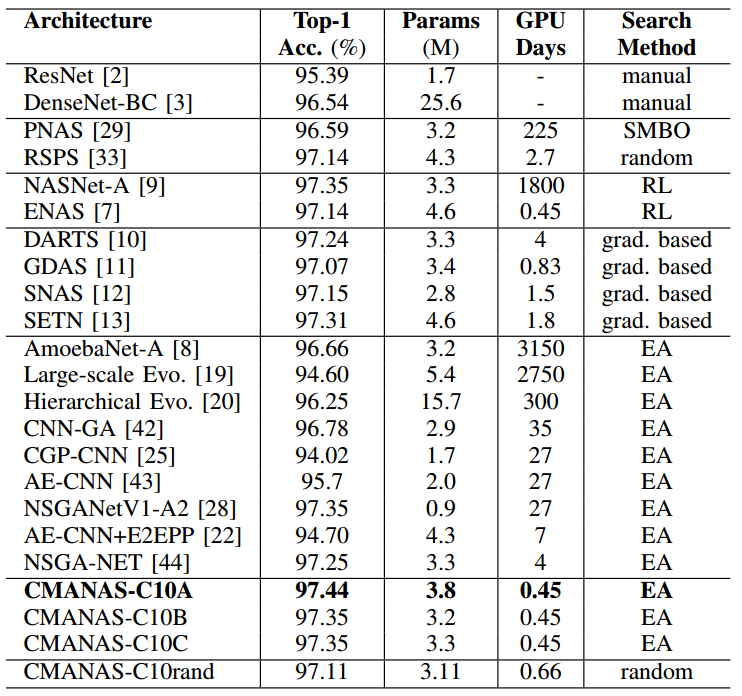 Architecture Top-1 Params GPU Search
Acc. (%) (M) Days Method
ResNet [2] 95.39 1.7 - manual
DenseNet-BC [3] 96.54 25.6 - manual
PNAS [29] 96.59 3.2 225 SMBO
RSPS [33] 97.14 4.3 2.7 random
NASNet-A [9] 97.35 3.3 1800 RL
ENAS [7] 97.14 4.6 0.45 RL
DARTS [10] 97.24 3.3 4 grad. based
GDAS [11] 97.07 3.4 0.83 grad. based
SNAS [12] 97.15 2.8 1.5 grad. based
SETN [13] 97.31 4.6 1.8 grad. based
AmoebaNet-A [8] 96.66 3.2 3150 EA
Large-scale Evo. [19] 94.60 5.4 2750 EA
Hierarchical Evo. [20] 96.25 15.7 300 EA
CNN-GA [42] 96.78 2.9 35 EA
CGP-CNN [25] 94.02 1.7 27 EA
AE-CNN [43] 95.7 2.0 27 EA
NSGANetV1-A2 [28] 97.35 0.9 27 EA
AE-CNN+E2EPP [22] 94.70 4.3 7 EA
NSGA-NET [44] 97.25 3.3 4 EA
CMANAS-C10A 97.44 3.8 0.45 EA
CMANAS-C10B 97.35 3.2 0.45 EA
CMANAS-C10C 97.35 3.3 0.45 EA
CMANAS-C10rand 97.11 3.11 0.66 random